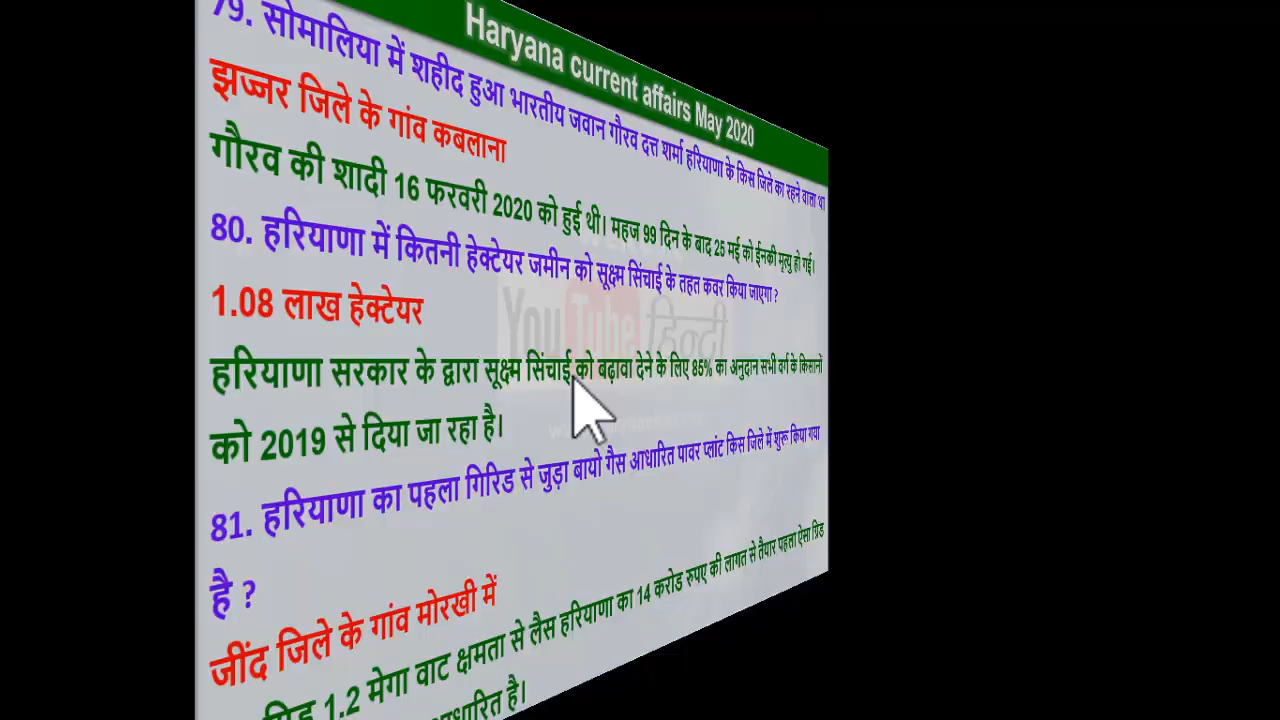 Haryana current affairs May 2020
79. सोमालिया में शहीद हुआ भारतीय जवान गौरव दत्त शर्मा हरियाणा के किस जिले का रहने वाला था
झज्जर जिले के गांव कबलाना
गौरव की शादी 16 फरवरी 2020 को हुई थी। महज 99 दिन के बाद 25 मई को ईनकी मृत्यु हो गई।
80. हरियाणा में कितनी हेक्टेयर जमीन को सूक्ष्म सिंचाई के तहत कवर किया जाएगा ?
1.08 लाख हेक्टेयर
YouTube हिन्दी
हरियाणा सरकार के द्वारा सूक्ष्म सिंचाई को बढ़ावा देने के लिए 85% का अनुदान सभी वर्ग के किसानों
को 2019 से दिया जा रहा है।
81. हरियाणा का पहला गिरिड से जुड़ा बायो गैस आधारित पावर प्लांट किस जिले में शुरू किया गया
है ?
जींद जिले के गांव मोरखी में
1.2 मेगा वाट क्षमता से लैस हरियाणा का 14 करोड रुपए की लागत से तैयार पहला ऐसा ग्रिड
है।